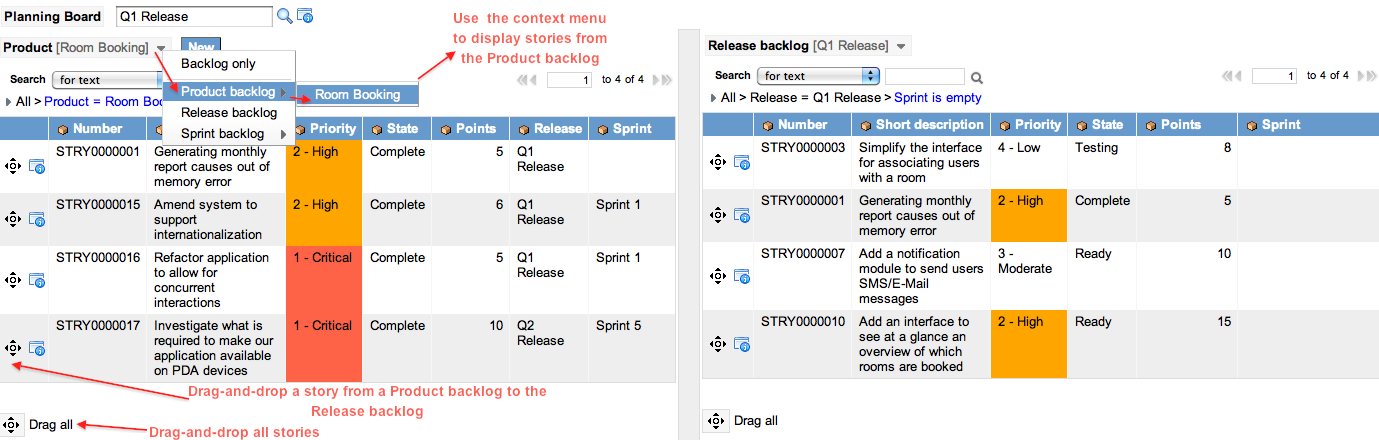 Planning Board Q1 Release
Use the context menu
to display stories from
the Product backlog
Product [Room Booking] New
Backlog only
Product backlog
Room Booking
Release backlog
Sprint backlog
Search for text 1 to 4 of 4
All > Product = Room Boo
Number Priority State Points Release Sprint
STRY0000001 Generating monthly 2 - High Complete 5 Q1
report causes out of Release
memory error
STRY0000015 Amend system to 2 - High Complete 6 Q1 Sprint 1
support Release
internationalization
STRY0000016 Refactor application 1 - Critical Complete 5 Q1 Sprint 1
to allow for Release
concurrent
interactions
STRY0000017 Investigate what is 1 - Critical Complete 10 Q2 Sprint 5
required to make our Release
application available
on PDA devices
Drag-and-drop a story from a Product backlog to the
Release backlog
Drag all
Drag-and-drop all stories
Release backlog [Q1 Release]
Search for text 1 to 4 of 4
All > Release = Q1 Release > Sprint is empty
Number Short description Priority State Points Sprint
STRY0000003 Simplify the interface 4 - Low Testing 8
for associating users
with a room
STRY0000001 Generating monthly 2 - High Complete 5
report causes out of
memory error
STRY0000007 Add a notification 3 - Ready 10
module to send users Moderate
SMS/E-Mail
messages
STRY0000010 Add an interface to 2 - High Ready 15
see at a glance an
overview of which
rooms are booked
Drag all